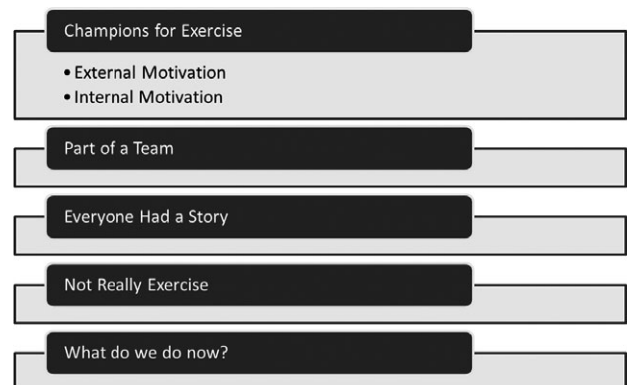 Champions for Exercise
• External Motivation
• Internal Motivation
Part of a Team
Everyone Had a Story
Not Really Exercise
What do we do now?